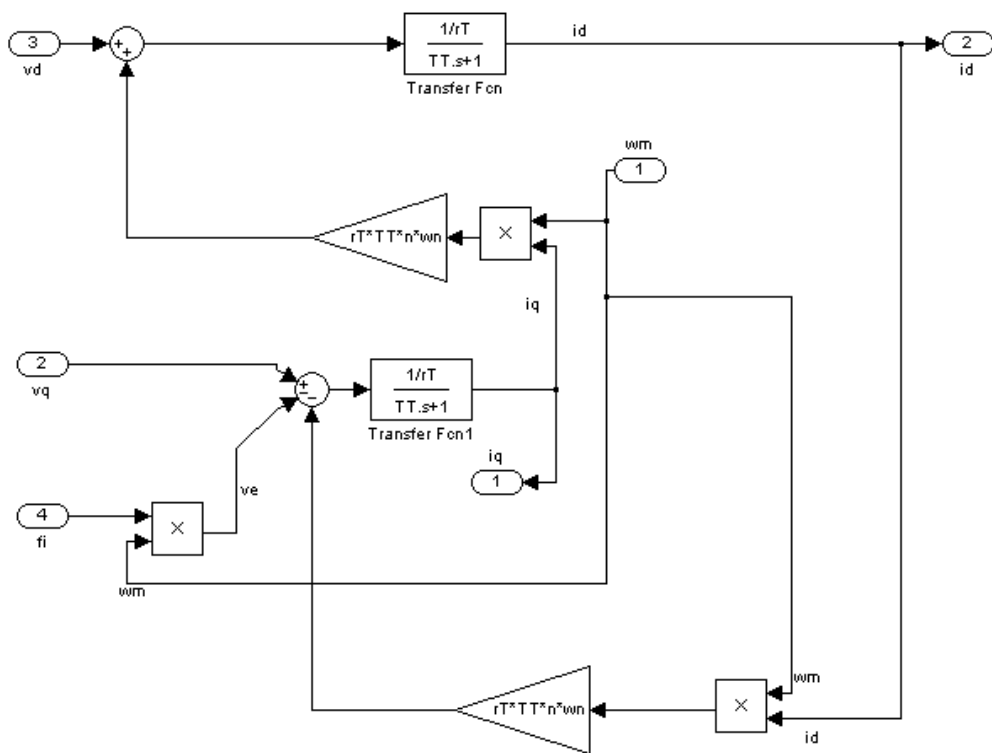 3
vd
+
+
1/rT
TT.s+1
Transfer Fcn
id
2
id
wm
1
rT*TT*n*wn
×
iq
2
vq
+
−
−
1/rT
TT.s+1
Transfer Fcn1
iq
1
ve
4
fi
×
wm
rT*TT*n*wn
×
wm
id